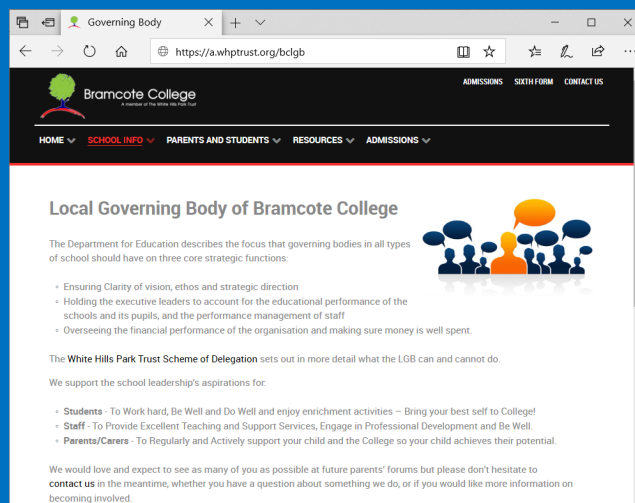 Governing Body
https://a.whptrust.org/bclgb
ADMISSIONS SIXTH FORM CONTACT US
Bramcote College
A member of The White Hills Park Trust
HOME SCHOOL INFO PARENTS AND STUDENTS RESOURCES ADMISSIONS
Local Governing Body of Bramcote College
The Department for Education describes the focus that governing bodies in all types
of school should have on three core strategic functions:
Ensuring Clarity of vision, ethos and strategic direction
Holding the executive leaders to account for the educational performance of the
schools and its pupils, and the performance management of staff
Overseeing the financial performance of the organisation and making sure money is well spent.
The White Hills Park Trust Scheme of Delegation sets out in more detail what the LGB can and cannot do.
We support the school leadership's aspirations for.
Students - To Work hard, Be Well and Do Well and enjoy enrichment activities – Bring your best self to College!
Staff - To Provide Excellent Teaching and Support Services, Engage in Professional Development and Be Well.
Parents/Carers - To Regularly and Actively support your child and the College so your child achieves their potential.
We would love and expect to see as many of you as possible at future parents' forums but please don't hesitate to
contact us in the meantime, whether you have a question about something we do, or if you would like more information on
becoming involved.